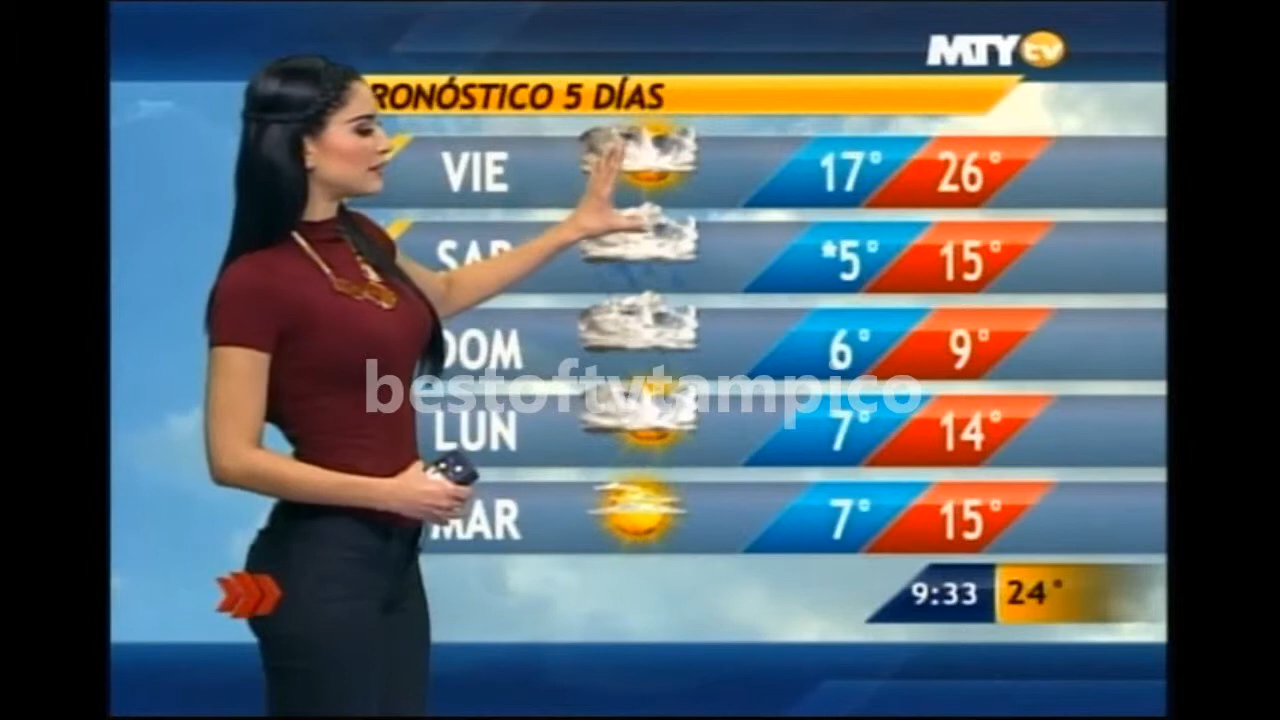 MTY tv
RONÓSTICO 5 DÍAS
VIE 17° 26°
SAB *5° 15°
DOM 6° 9°
bestoftvtampico
LUN 7° 14°
MAR 7° 15°
9:33 24°